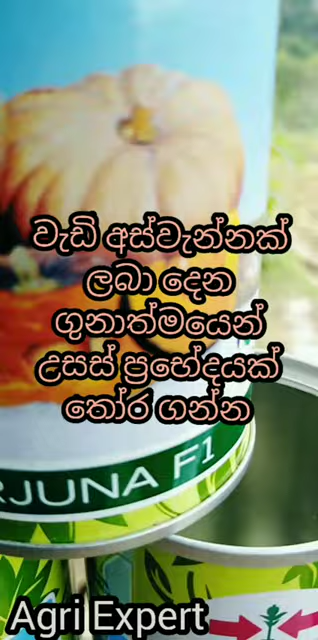 වැඩි අස්වැන්නක්
ලබා දෙන
ගුනාත්මයෙන්
උසස් ප්‍රභේදයක්
තෝර ගන්න
RJUNA F1
Agri Expert